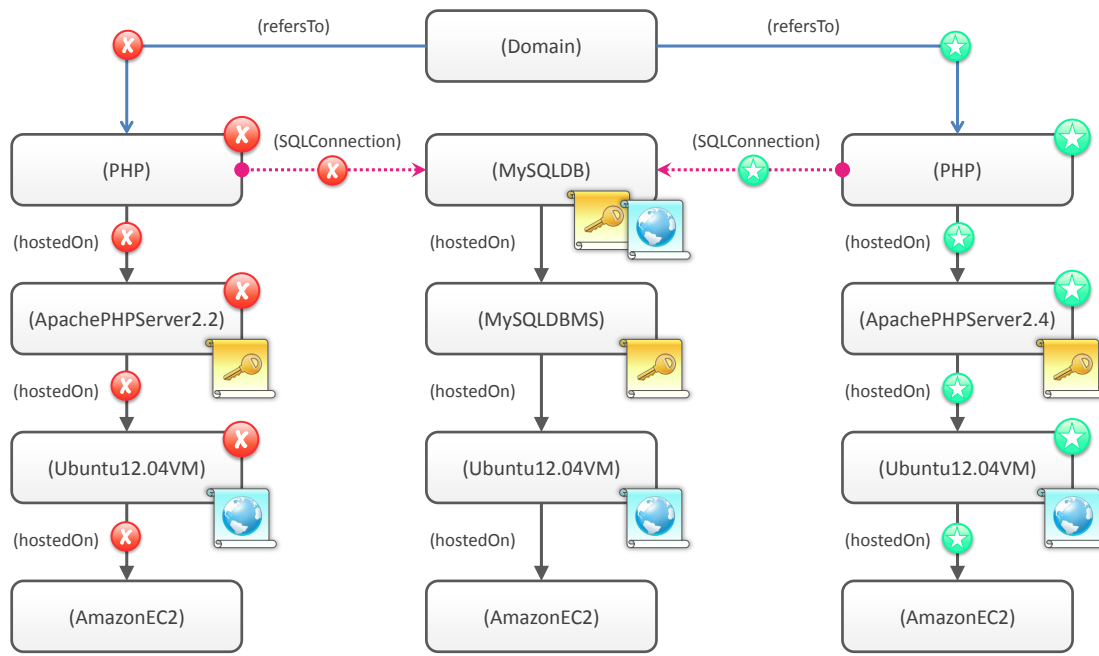 (refersTo)
(Domain)
(refersTo)
(PHP)
(SQLConnection)
(MySQLDB)
(SQLConnection)
(PHP)
(hostedOn)
(hostedOn)
(hostedOn)
(ApachePHPServer2.2)
(MySQLDBMS)
(ApachePHPServer2.4)
(hostedOn)
(hostedOn)
(hostedOn)
(Ubuntu12.04VM)
(Ubuntu12.04VM)
(Ubuntu12.04VM)
(hostedOn)
(hostedOn)
(hostedOn)
(AmazonEC2)
(AmazonEC2)
(AmazonEC2)